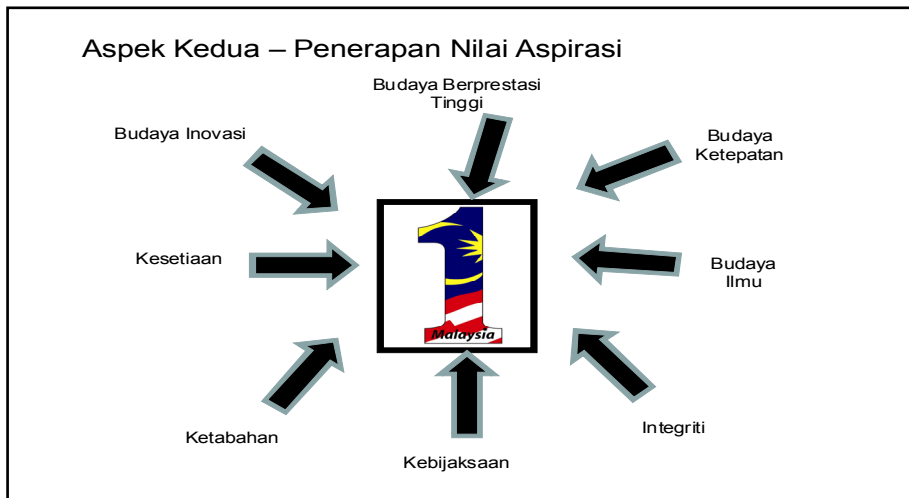 Aspek Kedua – Penerapan Nilai Aspirasi
Budaya Berprestasi
Tinggi
Budaya Inovasi
Budaya
Ketepatan
Kesetiaan
Budaya
Ilmu
Malaysia
Ketabahan
Integriti
Kebijaksaan